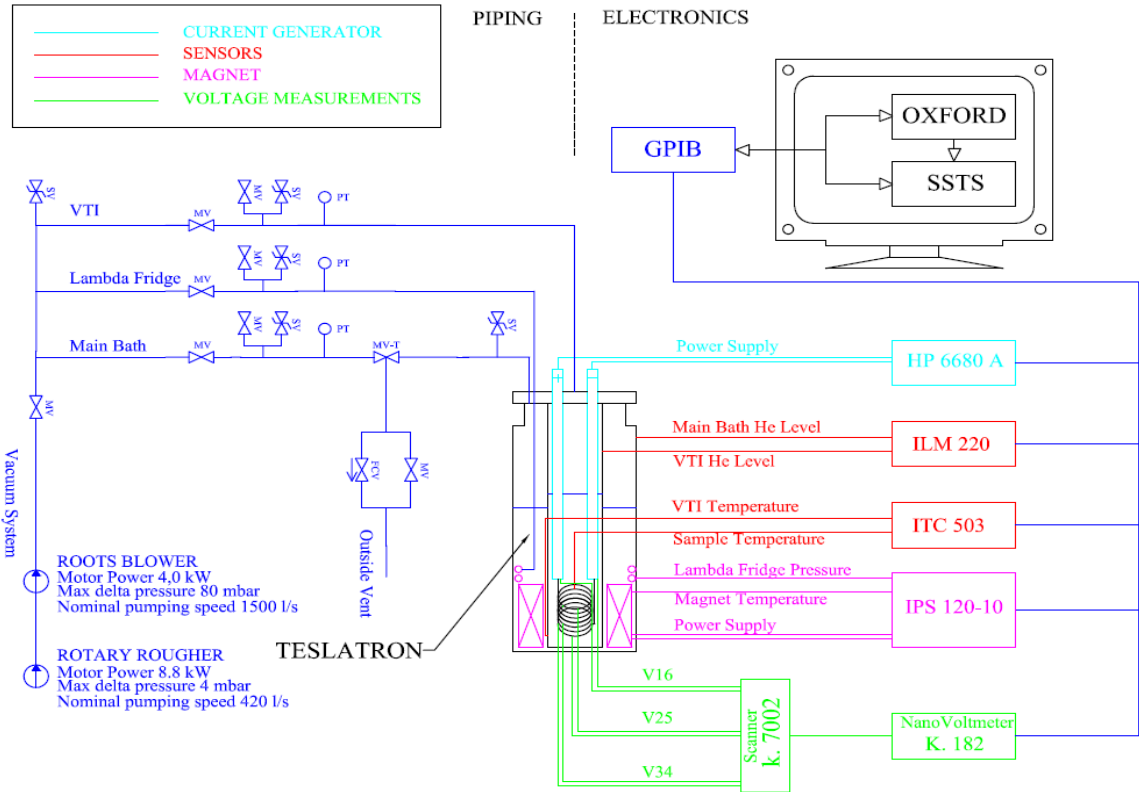 CURRENT GENERATOR
SENSORS
MAGNET
VOLTAGE MEASUREMENTS
PIPING
ELECTRONICS
OXFORD
SSTS
GPIB
SV
VTI
MV
MV
SV
PT
Lambda Fridge
MV
MV
SV
PT
Main Bath
MV
MV
SV
PT
MV-T
SV
MV
Vacuum System
FCV
MV
Outside Vent
ROOTS BLOWER
Motor Power 4,0 kW
Max delta pressure 80 mbar
Nominal pumping speed 1500 l/s
ROTARY ROUGHER
Motor Power 8.8 kW
Max delta pressure 4 mbar
Nominal pumping speed 420 l/s
TESLATRON
+
-
Power Supply
HP 6680 A
Main Bath He Level
VTI He Level
ILM 220
VTI Temperature
Sample Temperature
ITC 503
Lambda Fridge Pressure
Magnet Temperature
Power Supply
IPS 120-10
V16
V25
V34
Scanner
k. 7002
NanoVoltmeter
K. 182